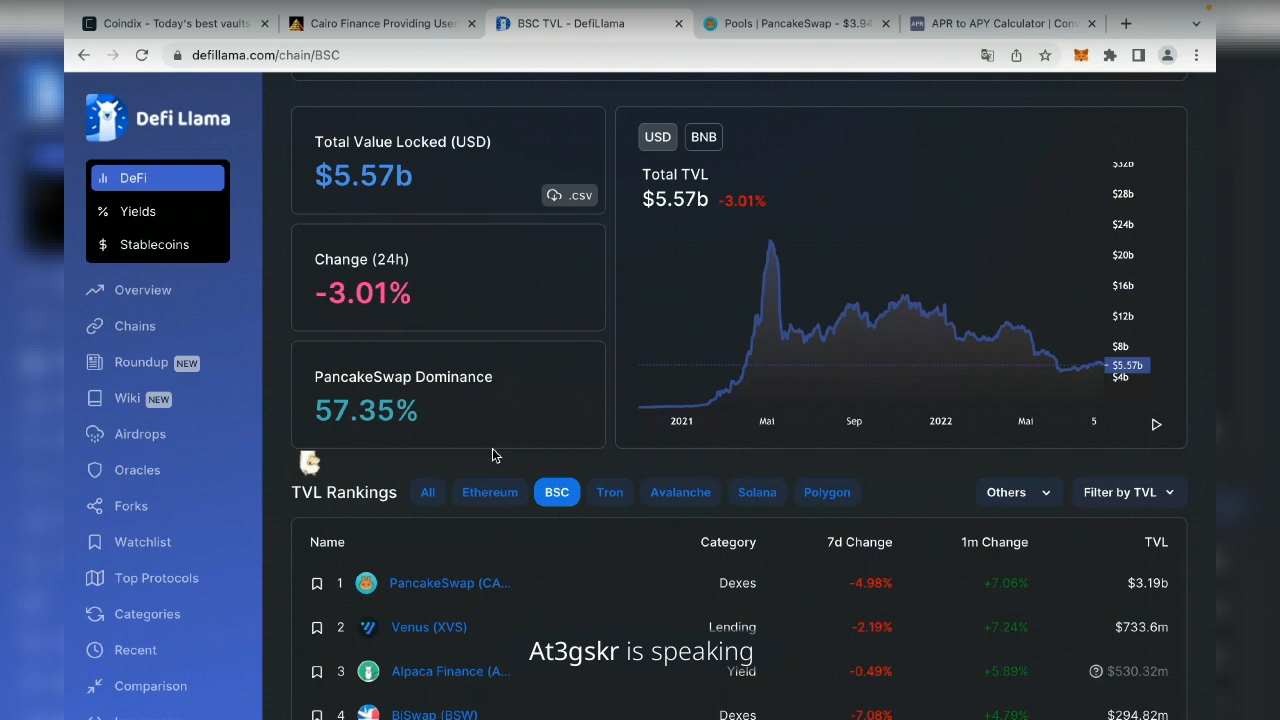 Coindix - Today's best vaults
Cairo Finance Providing User
BSC TVL - DefiLlama
Pools | PancakeSwap - $3.94
APR to APY Calculator | Con
defillama.com/chain/BSC
Defi Llama
DeFi
Yields
Stablecoins
Overview
Chains
Roundup NEW
Wiki NEW
Airdrops
Oracles
Forks
Watchlist
Top Protocols
Categories
Recent
Comparison
Total Value Locked (USD)
$5.57b
.csv
Change (24h)
-3.01%
PancakeSwap Dominance
57.35%
USD BNB
Total TVL
$5.57b -3.01%
$32b
$28b
$24b
$20b
$16b
$12b
$8b
$5.57b
$4b
2021 Mai Sep 2022 Mai 5
TVL Rankings All Ethereum BSC Tron Avalanche Solana Polygon Others Filter by TVL
Name Category 7d Change 1m Change TVL
1 PancakeSwap (CA... Dexes -4.98% +7.06% $3.19b
2 Venus (XVS) Lending -2.19% +7.24% $733.6m
3 Alpaca Finance (A... Yield -0.49% +5.89% $530.32m
4 BiSwap (BSW) Dexes -7.08% +4.79% $294.82m
At3gskr is speaking